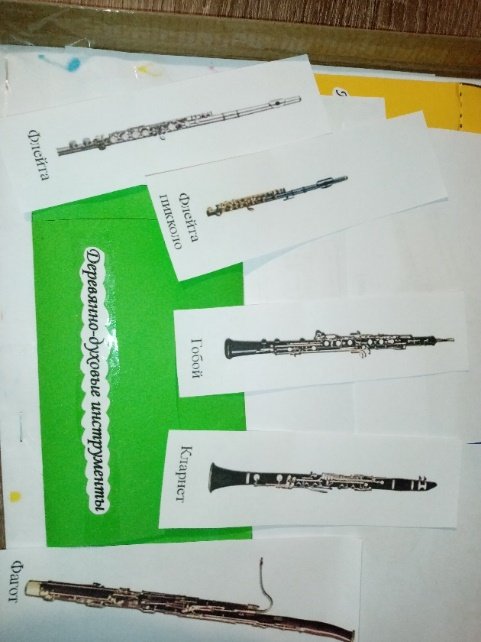 Деревянно-духовые инструменты
Флейта
Флейта
пикколо
Гобой
Кларнет
Фагот